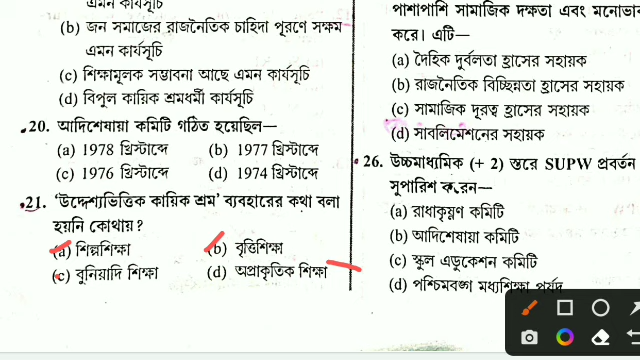 এমন কার্যসূচি
(b) জন সমাজের রাজনৈতিক চাহিদা পূরণে সক্ষম
এমন কার্যসূচি
(c) শিক্ষামূলক সম্ভাবনা আছে এমন কার্যসূচি
(d) বিপুল কায়িক শ্রমধর্মী কার্যসূচি
20. আদিশেষায়া কমিটি গঠিত হয়েছিল—
(a) 1978 খ্রিস্টাব্দে (b) 1977 খ্রিস্টাব্দে
(c) 1976 খ্রিস্টাব্দে (d) 1974 খ্রিস্টাব্দে
21. ‘উদ্দেশ্যভিত্তিক কায়িক শ্রম’ ব্যবহারের কথা বলা
হয়নি কোথায়?
(a) শিল্পশিক্ষা (b) বৃত্তিশিক্ষা
(c) বুনিয়াদি শিক্ষা (d) অপ্রাকৃতিক শিক্ষা
পাশাপাশি সামাজিক দক্ষতা এবং মনোভাব
করে। এটি—
(a) দৈহিক দুর্বলতা হ্রাসের সহায়ক
(b) রাজনৈতিক বিচ্ছিন্নতা হ্রাসের সহায়ক
(c) সামাজিক দূরত্ব হ্রাসের সহায়ক
(d) সাবলিমেশনের সহায়ক
26. উচ্চমাধ্যমিক (+ 2) স্তরে SUPW প্রবর্তন
সুপারিশ করেন—
(a) রাধাকৃষ্ণণ কমিটি
(b) আদিশেষায়া কমিটি
(c) স্কুল এডুকেশন কমিটি
(d) পশ্চিমবঙ্গ মধ্যশিক্ষা পর্ষদ